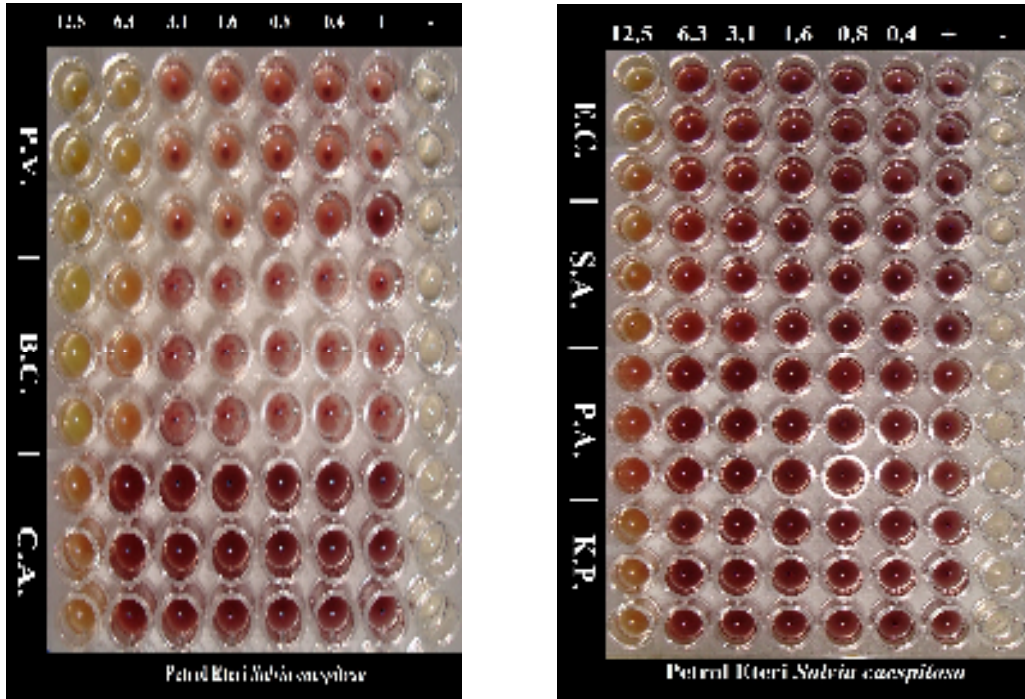 12.5 6.3 3.1 1.6 0.8 0.4 -
P.V. | B.C. | C.A.
Petrol Eteri Salvia caespitosa
12,5 6.3 3,1 1,6 0,8 0,4 + -
E.C. | S.A. | P.A. | K.P.
Petrol Eteri Salvia caespitosa